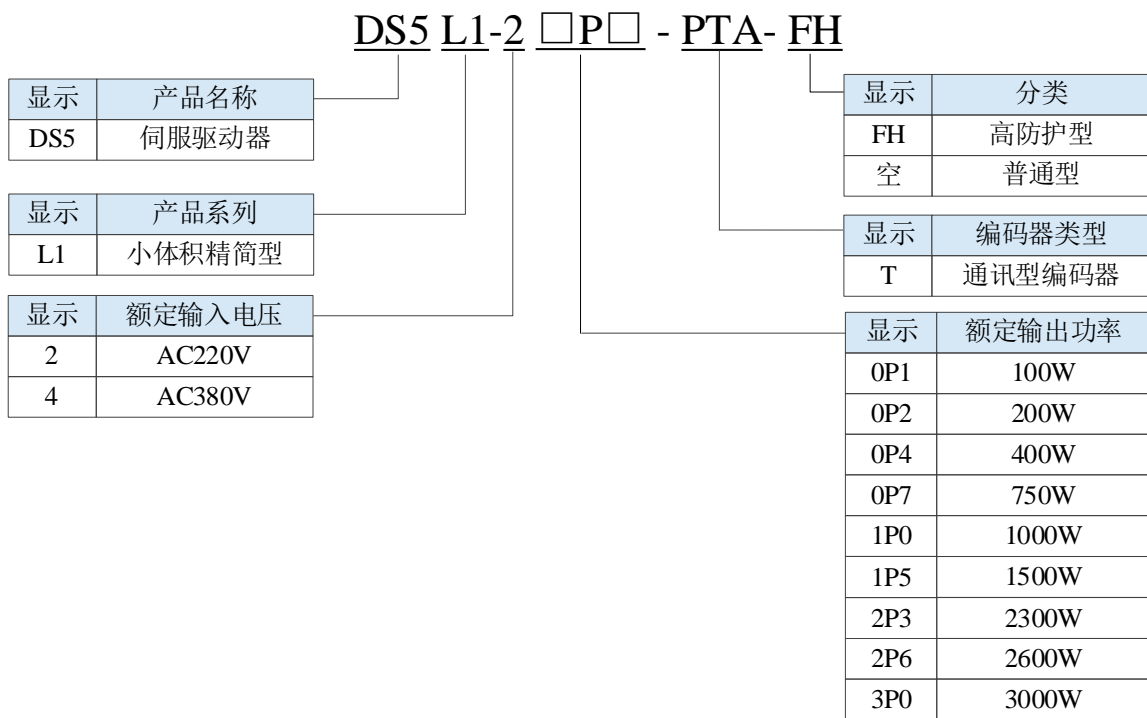 DS5 L1-2 □P□ - PTA- FH
显示 产品名称
DS5 伺服驱动器
显示 产品系列
L1 小体积精简型
显示 额定输入电压
2 AC220V
4 AC380V
显示 分类
FH 高防护型
空 普通型
显示 编码器类型
T 通讯型编码器
显示 额定输出功率
0P1 100W
0P2 200W
0P4 400W
0P7 750W
1P0 1000W
1P5 1500W
2P3 2300W
2P6 2600W
3P0 3000W